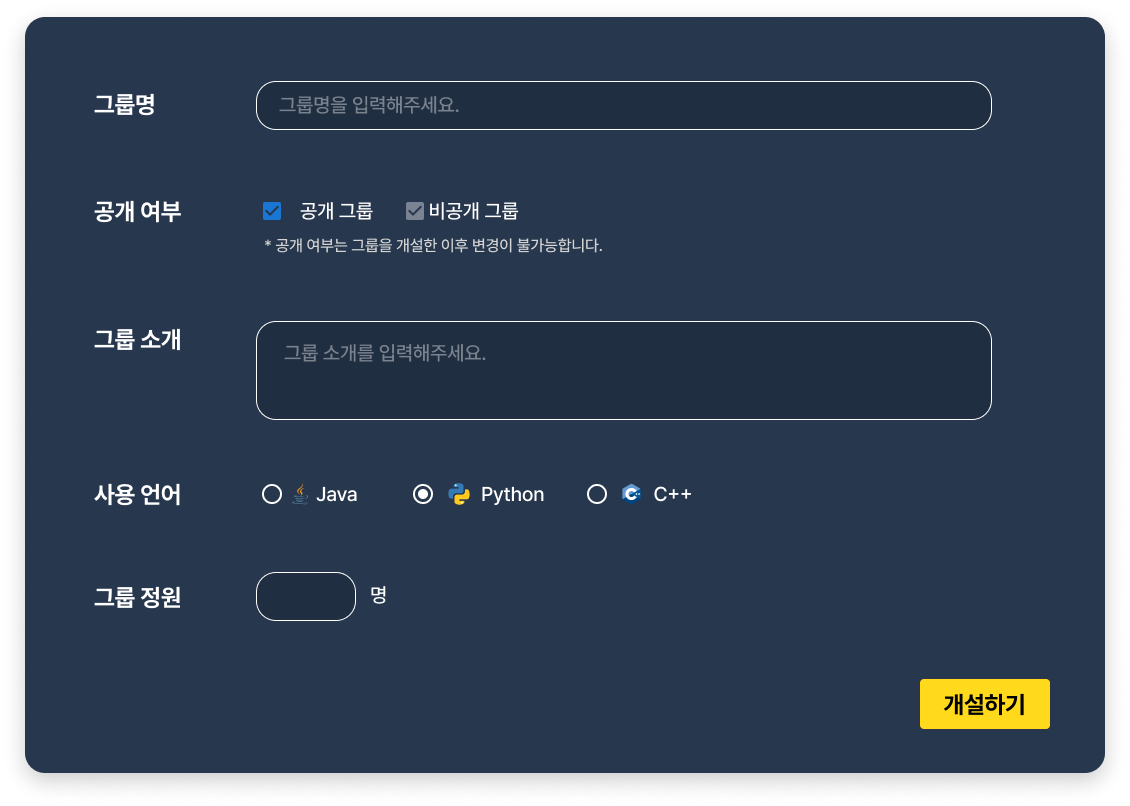 그룹명
그룹명을 입력해주세요.
공개 여부
공개 그룹
비공개 그룹
* 공개 여부는 그룹을 개설한 이후 변경이 불가능합니다.
그룹 소개
그룹 소개를 입력해주세요.
사용 언어
Java
Python
C++
그룹 정원
명
개설하기